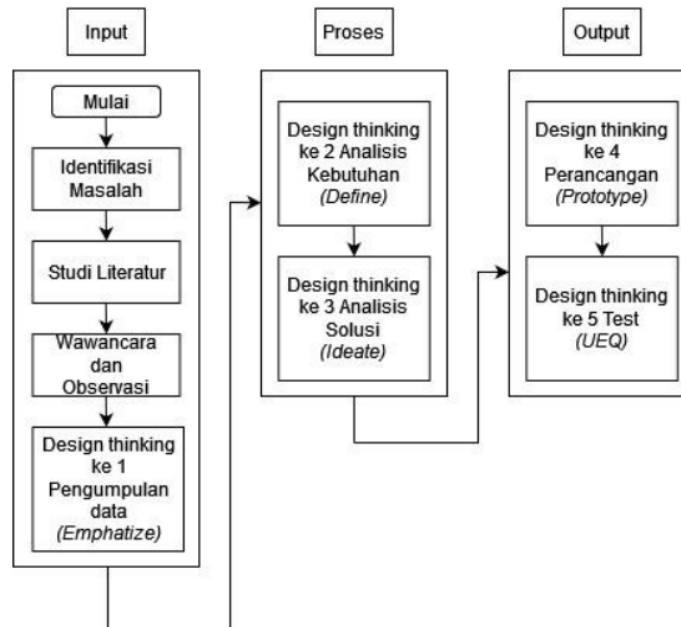 Input
Mulai
Identifikasi
Masalah
Studi Literatur
Wawancara
dan
Observasi
Design thinking
ke 1
Pengumpulan
data
(Emphatize)
Proses
Design thinking
ke 2 Analisis
Kebutuhan
(Define)
Design thinking
ke 3 Analisis
Solusi
(Ideate)
Output
Design thinking
ke 4
Perancangan
(Prototype)
Design thinking
ke 5 Test
(UEQ)